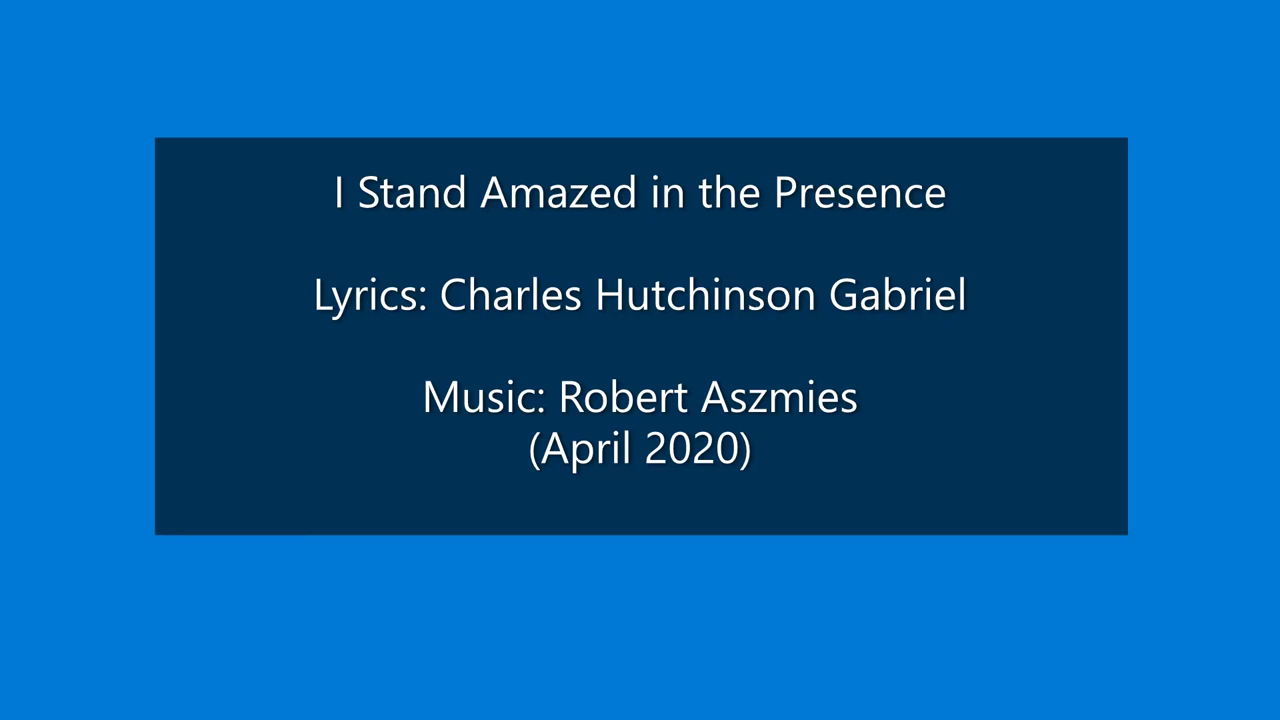 I Stand Amazed in the Presence
Lyrics: Charles Hutchinson Gabriel
Music: Robert Aszmies
(April 2020)